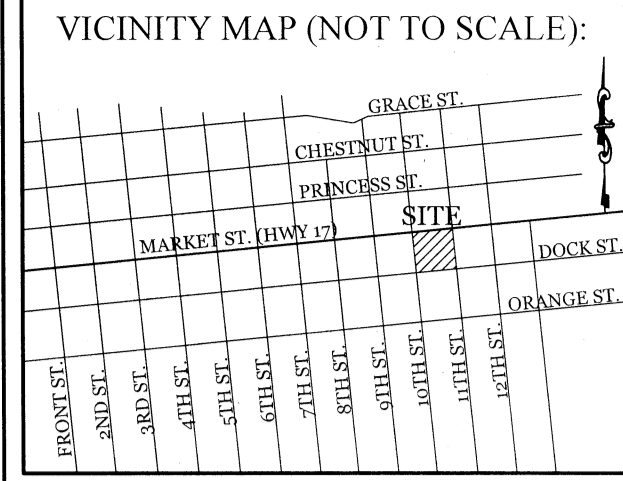 VICINITY MAP (NOT TO SCALE):
GRACE ST.
CHESTNUT ST.
PRINCESS ST.
SITE
MARKET ST. (HWY 17)
DOCK ST.
ORANGE ST.
FRONT ST.
2ND ST.
3RD ST.
4TH ST.
5TH ST.
6TH ST.
7TH ST.
8TH ST.
9TH ST.
10TH ST.
11TH ST.
12TH ST.